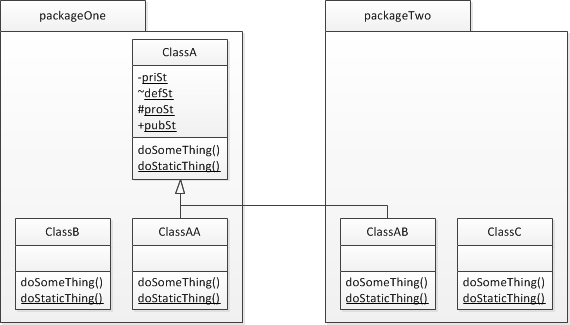 packageOne
packageTwo
ClassA
-priSt
~defSt
#proSt
+pubSt
doSomeThing()
doStaticThing()
ClassB
doSomeThing()
doStaticThing()
ClassAA
doSomeThing()
doStaticThing()
ClassAB
doSomeThing()
doStaticThing()
ClassC
doSomeThing()
doStaticThing()